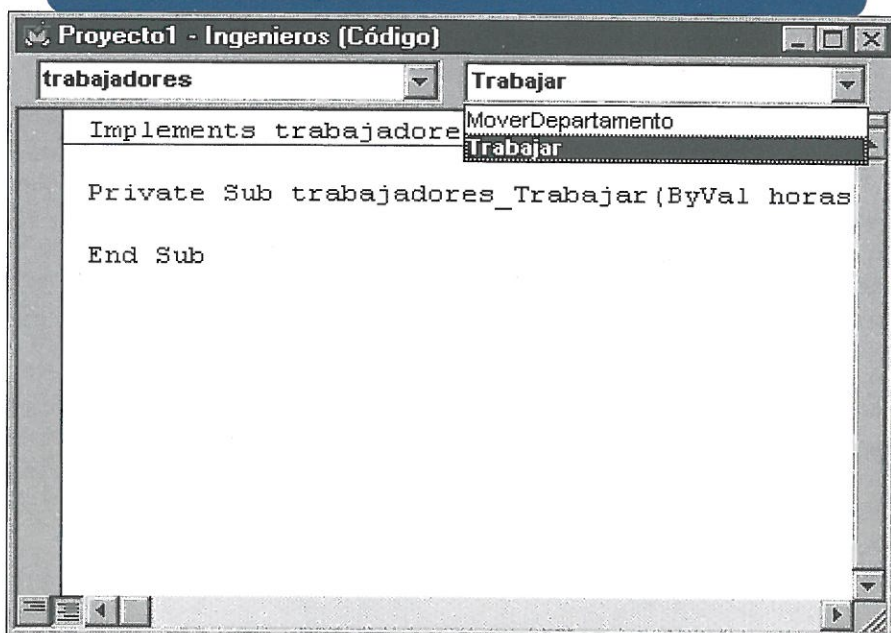 Proyecto1 - Ingenieros (Código)
trabajadores
Trabajar
MoverDepartamento
Trabajar
Implements trabajadore
Private Sub trabajadores_Trabajar(ByVal horas
End Sub